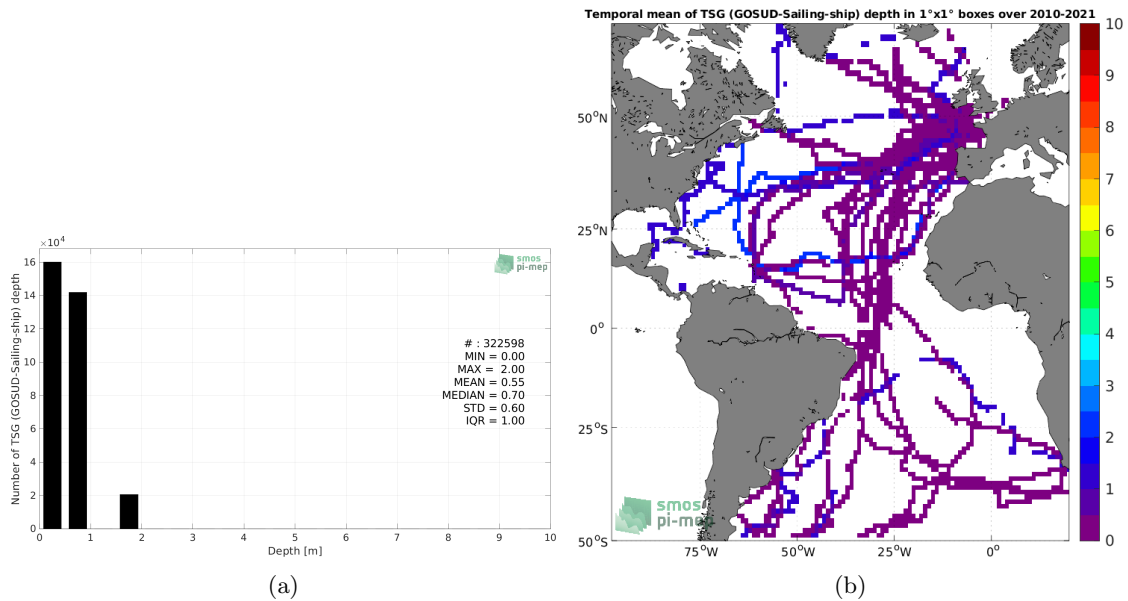 Temporal mean of TSG (GOSUD-Sailing-ship) depth in 1°x1° boxes over 2010-2021
×10⁴
Number of TSG (GOSUD-Sailing-ship) depth
16
14
12
10
8
6
4
2
0
0 1 2 3 4 5 6 7 8 9 10
Depth [m]
smos
pi-mep
# : 322598
MIN = 0.00
MAX = 2.00
MEAN = 0.55
MEDIAN = 0.70
STD = 0.60
IQR = 1.00
(a)
50°N
25°N
0°
25°S
50°S
75°W 50°W 25°W 0°
smos
pi-mep
10
9
8
7
6
5
4
3
2
1
0
(b)